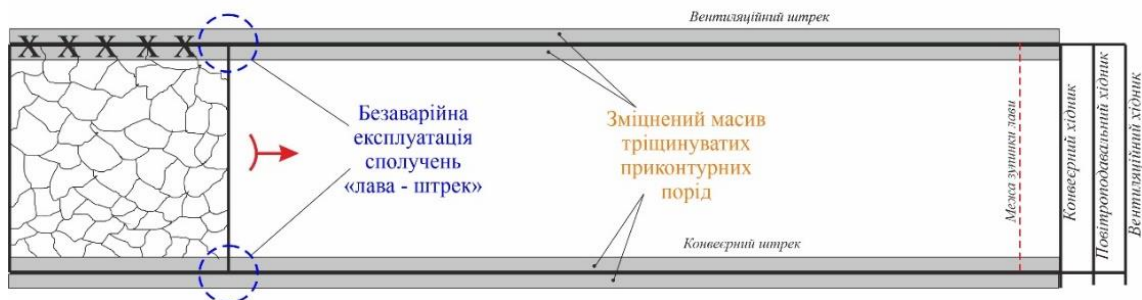 Вентиляційний штрек
X X X X X
Безаварійна
експлуатація
сполучень
«лава - штрек»
Зміцнений масив
тріщинуватих
приконтурних
порід
Конвеєрний штрек
Межа зупинки лави
Конвеєрний хідник
Повітроподавальний хідник
Вентиляційний хідник